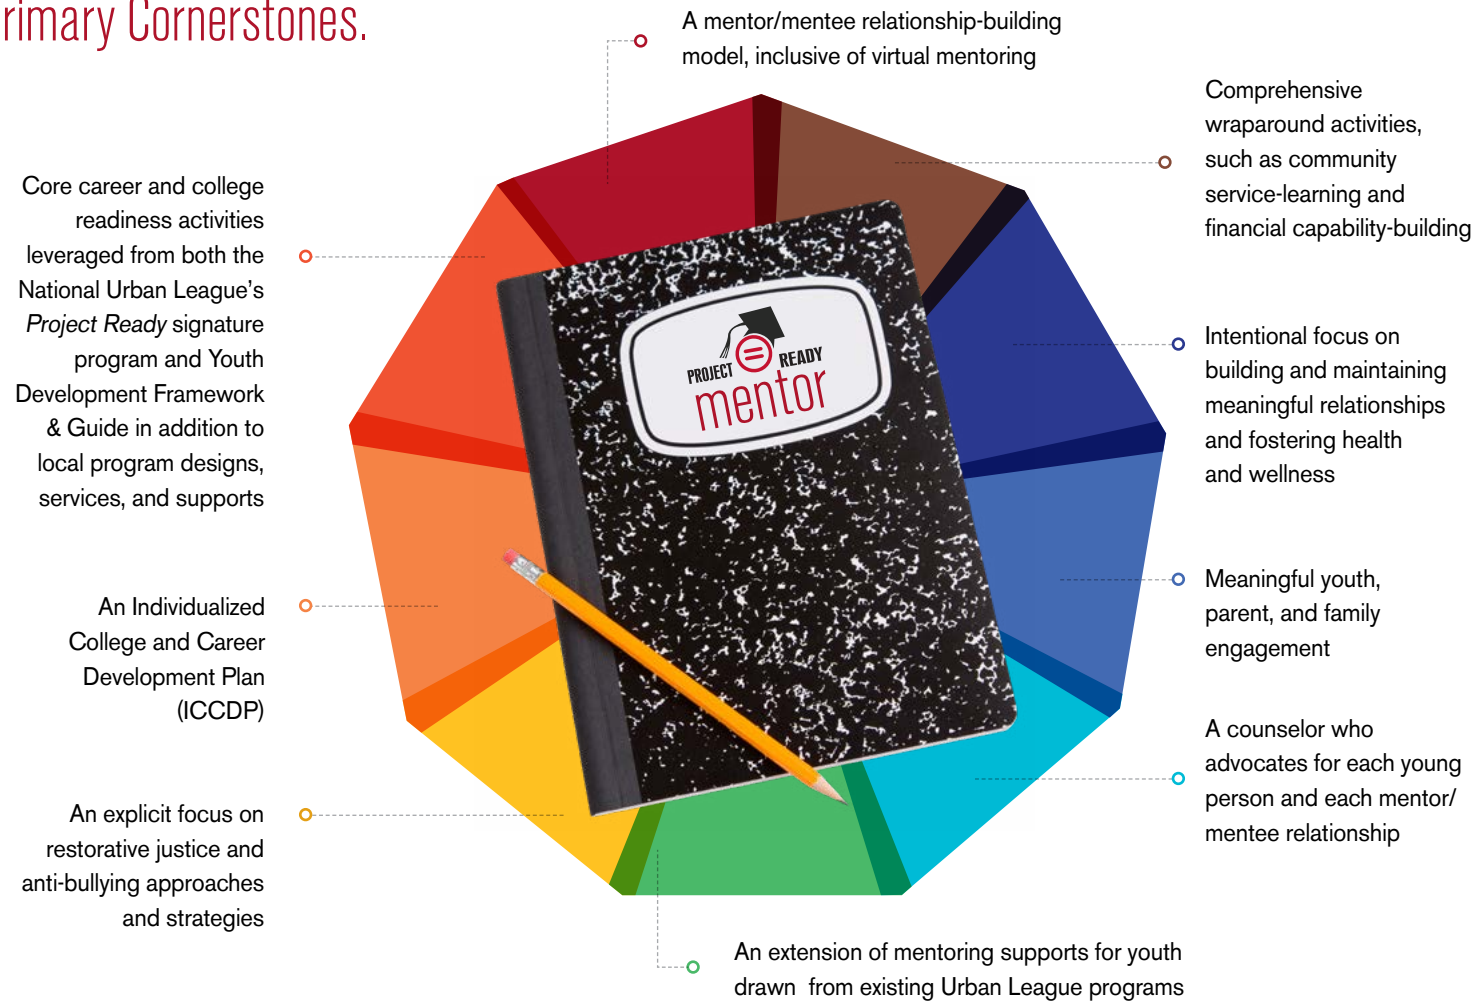 rimary Cornerstones.
A mentor/mentee relationship-building
model, inclusive of virtual mentoring
Comprehensive
wraparound activities,
such as community
service-learning and
financial capability-building
Intentional focus on
building and maintaining
meaningful relationships
and fostering health
and wellness
Meaningful youth,
parent, and family
engagement
A counselor who
advocates for each young
person and each mentor/
mentee relationship
An extension of mentoring supports for youth
drawn from existing Urban League programs
An explicit focus on
restorative justice and
anti-bullying approaches
and strategies
An Individualized
College and Career
Development Plan
(ICCDP)
Core career and college
readiness activities
leveraged from both the
National Urban League’s
Project Ready signature
program and Youth
Development Framework
& Guide in addition to
local program designs,
services, and supports
PROJECT READY
mentor